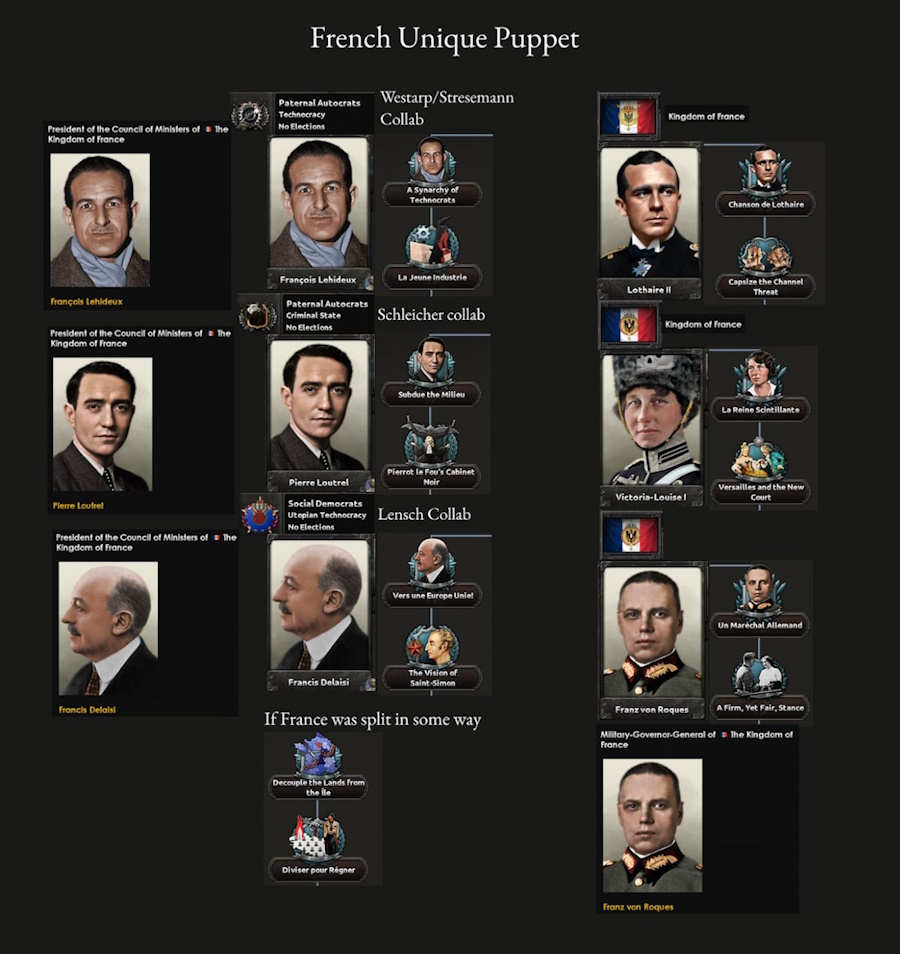 French Unique Puppet
President of the Council of Ministers of The
Kingdom of France
François Lehideux
Paternal Autocrats
Technocracy
No Elections
Westarp/Stresemann
Collab
François Lehideux
A Synarchy of
Technocrats
La Jeune Industrie
President of the Council of Ministers of The
Kingdom of France
Pierre Loutrel
Paternal Autocrats
Criminal State
No Elections
Schleicher collab
Pierre Loutrel
Subdue the Milieu
Pierrot le Fou's Cabinet
Noir
President of the Council of Ministers of The
Kingdom of France
Francis Delaisi
Social Democrats
Utopian Technocracy
No Elections
Lensch Collab
Francis Delaisi
Vers une Europe Unie!
The Vision of
Saint-Simon
If France was split in some way
Decouple the Lands from
the Île
Diviser pour Régner
Kingdom of France
Lothaire II
Chanson de Lothaire
Capsize the Channel
Threat
Kingdom of France
Victoria-Louise I
La Reine Scintillante
Versailles and the New
Court
Franz von Roques
Un Maréchal Allemand
A Firm, Yet Fair, Stance
Military-Governor-General of The Kingdom of
France
Franz von Roques